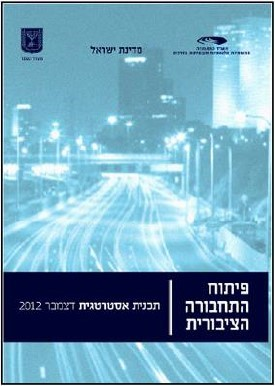 מדינת ישראל
פיתוח
התחבורה
הציבורית
תכנית אסטרטגית דצמבר 2012